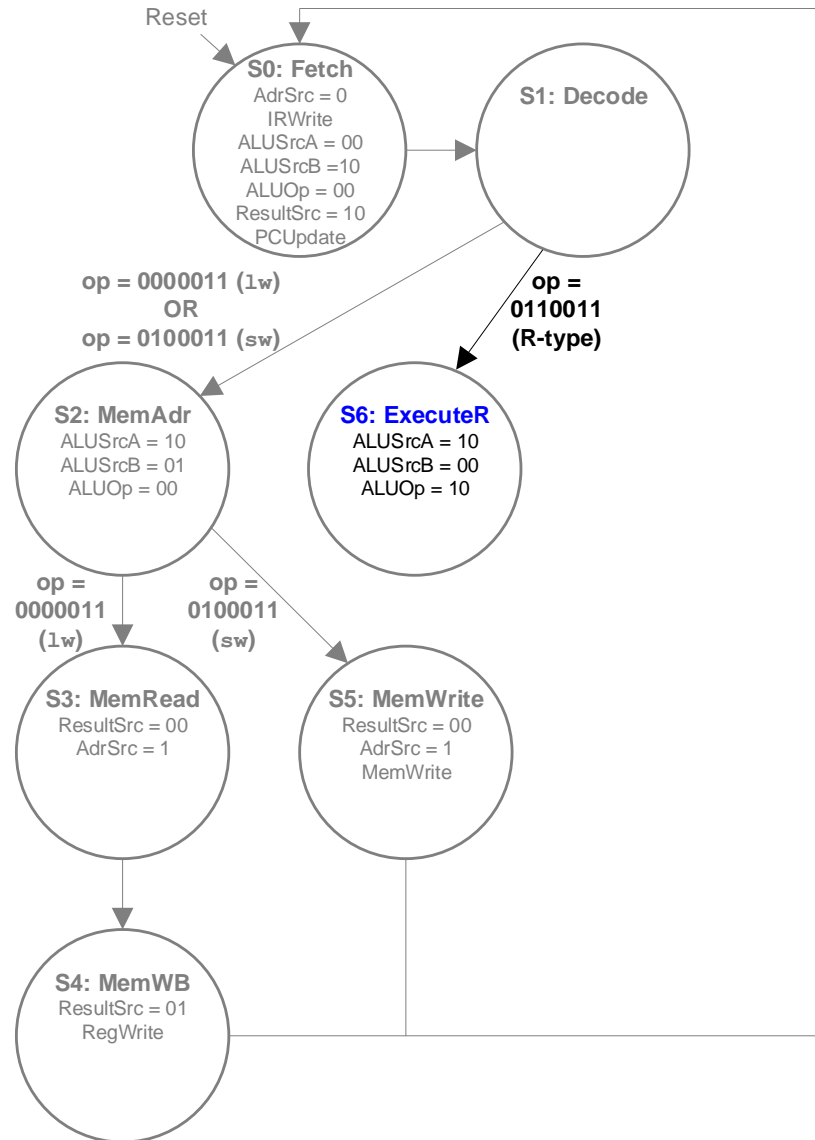 Reset
S0: Fetch
AdrSrc = 0
IRWrite
ALUSrcA = 00
ALUSrcB =10
ALUOp = 00
ResultSrc = 10
PCUpdate
S1: Decode
op = 0000011 (lw)
OR
op = 0100011 (sw)
op =
0110011
(R-type)
S2: MemAdr
ALUSrcA = 10
ALUSrcB = 01
ALUOp = 00
S6: ExecuteR
ALUSrcA = 10
ALUSrcB = 00
ALUOp = 10
op =
0000011
(lw)
op =
0100011
(sw)
S3: MemRead
ResultSrc = 00
AdrSrc = 1
S5: MemWrite
ResultSrc = 00
AdrSrc = 1
MemWrite
S4: MemWB
ResultSrc = 01
RegWrite